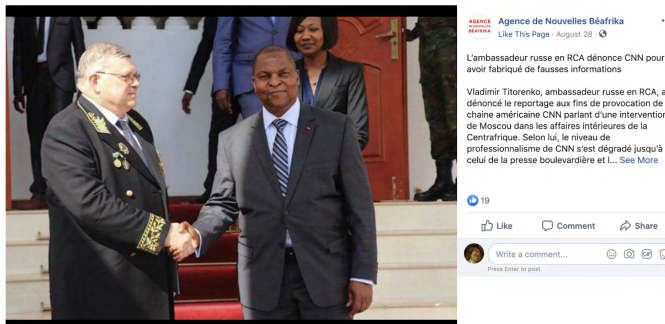 AGENCE
DE NOUVELLES
BÉAFRIKA
Agence de Nouvelles Béafrika
Like This Page · August 28 ·
L'ambassadeur russe en RCA dénonce CNN pour
avoir fabriqué de fausses informations
Vladimir Titorenko, ambassadeur russe en RCA, a
dénoncé le reportage aux fins de provocation de
chaine américaine CNN parlant d'une intervention
de Moscou dans les affaires intérieures de la
Centrafrique. Selon lui, le niveau de
professionnalisme de CNN s'est dégradé jusqu'à
celui de la presse boulevardière et l... See More
19
Like Comment Share
Write a comment...
GIF
Press Enter to post.